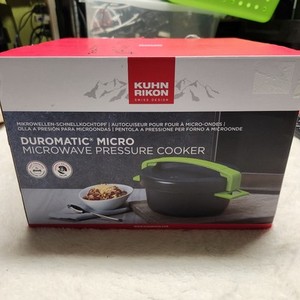 KUHN
RIKON
SWISS DESIGN
MIKROWELLEN-SCHNELLKOCHTOPF | AUTOCUISEUR POUR FOUR À MICRO-ONDES |
OLLA A PRESIÓN PARA MICROONDAS | PENTOLA A PRESSIONE PER FORNO A MICROONDE
DUROMATIC® MICRO
MICROWAVE PRESSURE COOKER